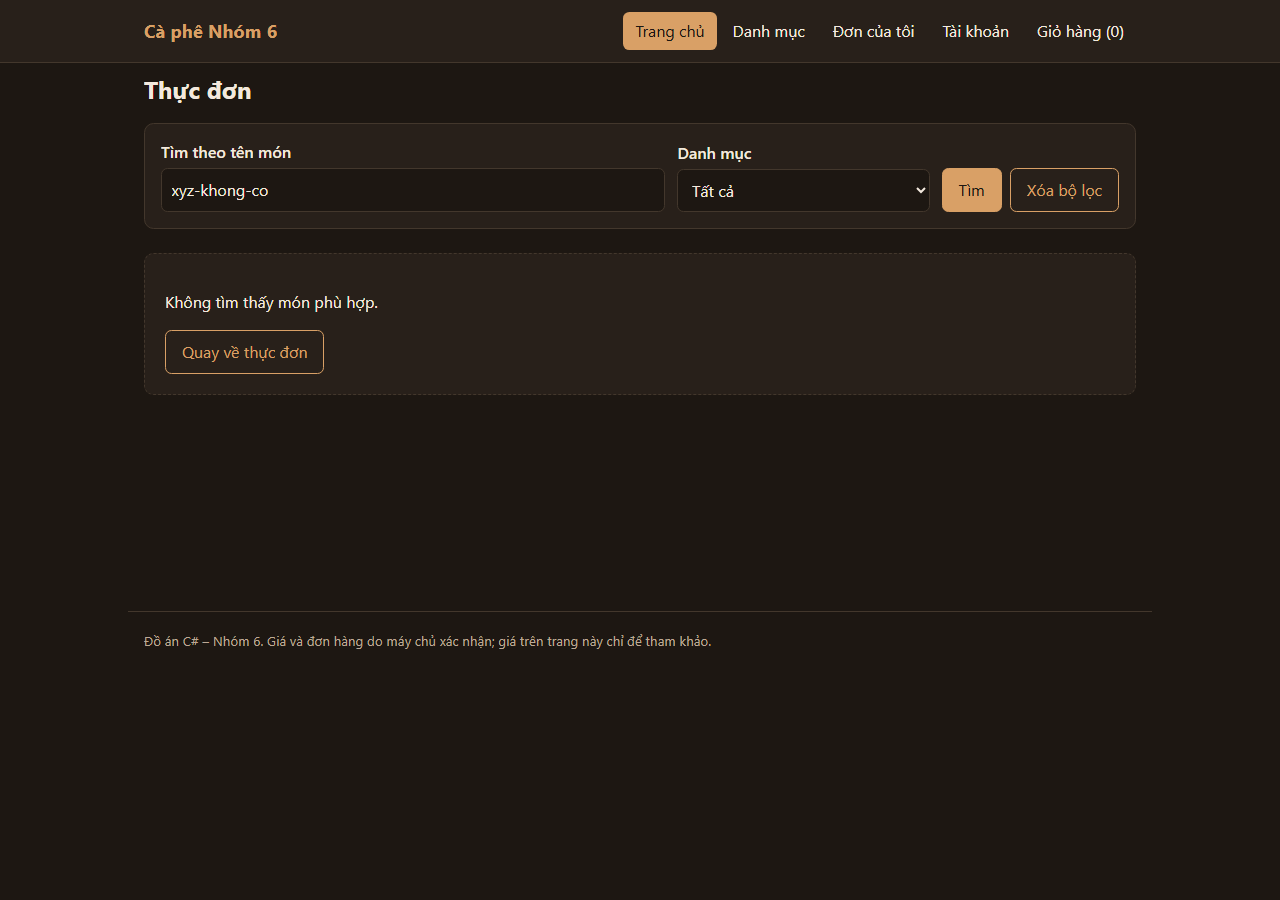 Cà phê Nhóm 6
Trang chủ Danh mục Đơn của tôi Tài khoản Giỏ hàng (0)
Thực đơn
Tìm theo tên món
xyz-khong-co
Danh mục
Tất cả
Tìm
Xóa bộ lọc
Không tìm thấy món phù hợp.
Quay về thực đơn
Đồ án C# – Nhóm 6. Giá và đơn hàng do máy chủ xác nhận; giá trên trang này chỉ để tham khảo.